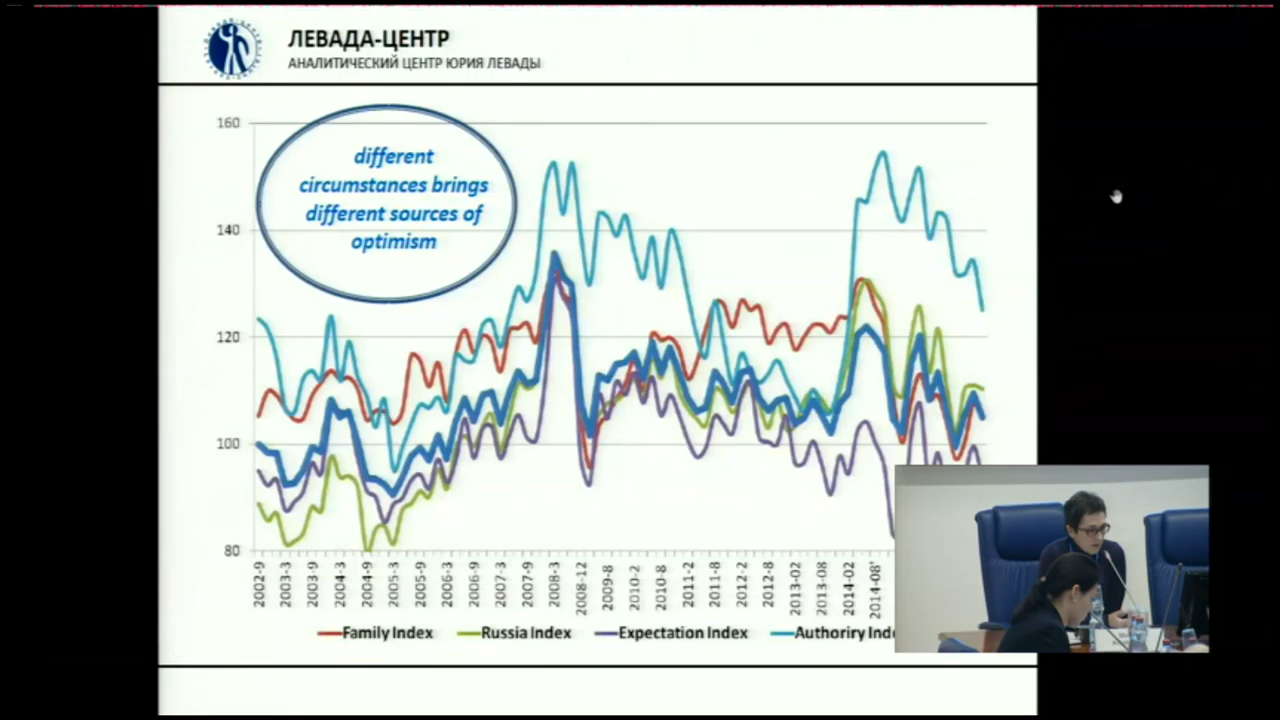 ЛЕВАДА-ЦЕНТР
АНАЛИТИЧЕСКИЙ ЦЕНТР ЮРИЯ ЛЕВАДЫ
different
circumstances brings
different sources of
optimism
160
140
120
100
80
2002-9
2003-3
2003-9
2004-3
2004-9
2005-3
2005-9
2006-3
2006-9
2007-3
2007-9
2008-3
2008-12
2009-8
2010-2
2010-8
2011-2
2011-8
2012-2
2012-8
2013-02
2013-08
2014-02
2014-08'
Family Index
Russia Index
Expectation Index
Authoriry Inde